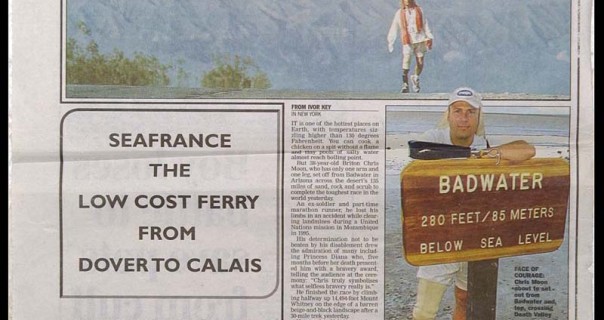 SEAFRANCE
THE
LOW COST FERRY
FROM
DOVER TO CALAIS
FROM IVOR KEY
IN NEW YORK
IT is one of the hottest places on
Earth, with temperatures siz-
zling higher than 130 degrees
Fahrenheit. You can cook a
chicken on a spit without a flame
and pools of salty water
almost reach boiling point.
But 38-year-old Briton Chris
Moon, who has only one arm and
one leg, set off from Badwater in
Arizona across the desert's 135
miles of sand, rock and scrub to
complete the toughest race in the
world yesterday.
An ex soldier and part-time
marathon runner, he lost his
limbs in an accident while clear-
ing landmines during a United
Nations mission in Mozambique
in 1995.
His determination not to be
beaten by his disablement drew
the admiration of many includ-
ing Princess Diana who, five
months before her death present-
ed him with a bravery award,
telling the audience at the cere-
mony: "Chris truly symbolises
what selfless bravery really is."
He finished the race by climb-
ing halfway up 14,494-feet Mount
Whitney on the edge of a barren
beige-and-black landscape after a
30-mile trek yesterday.
BADWATER
280 FEET/85 METERS
BELOW SEA LEVEL
FACE OF
COURAGE:
Chris Moon
about to set
out from
Badwater and,
top, crossing
Death Valley